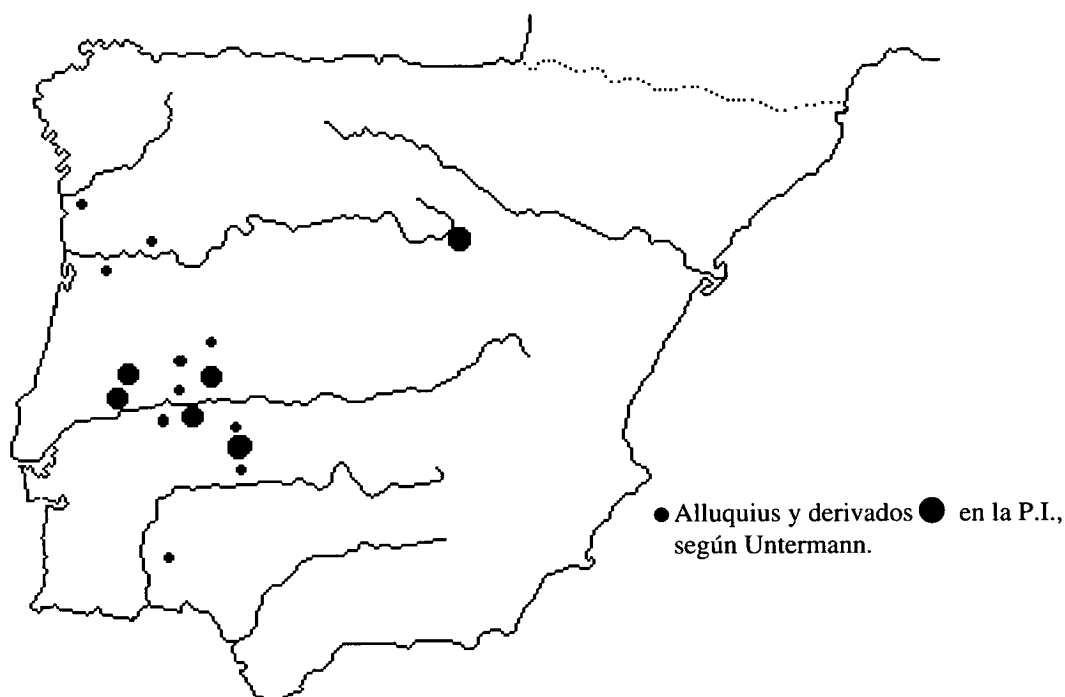 Alluquius y derivados en la P.I.,
según Untermann.